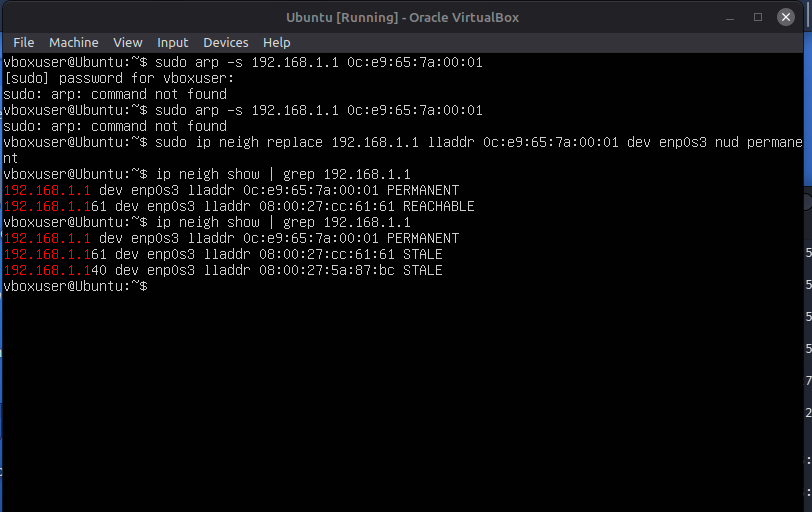 Ubuntu [Running] - Oracle VirtualBox
File Machine View Input Devices Help
vboxuser@Ubuntu:~$ sudo arp -s 192.168.1.1 0c:e9:65:7a:00:01
[sudo] password for vboxuser:
sudo: arp: command not found
vboxuser@Ubuntu:~$ sudo arp -s 192.168.1.1 0c:e9:65:7a:00:01
sudo: arp: command not found
vboxuser@Ubuntu:~$ sudo ip neigh replace 192.168.1.1 lladdr 0c:e9:65:7a:00:01 dev enp0s3 nud permane
nt
vboxuser@Ubuntu:~$ ip neigh show | grep 192.168.1.1
192.168.1.1 dev enp0s3 lladdr 0c:e9:65:7a:00:01 PERMANENT
192.168.1.161 dev enp0s3 lladdr 08:00:27:cc:61:61 REACHABLE
vboxuser@Ubuntu:~$ ip neigh show | grep 192.168.1.1
192.168.1.1 dev enp0s3 lladdr 0c:e9:65:7a:00:01 PERMANENT
192.168.1.161 dev enp0s3 lladdr 08:00:27:cc:61:61 STALE
192.168.1.140 dev enp0s3 lladdr 08:00:27:5a:87:bc STALE
vboxuser@Ubuntu:~$